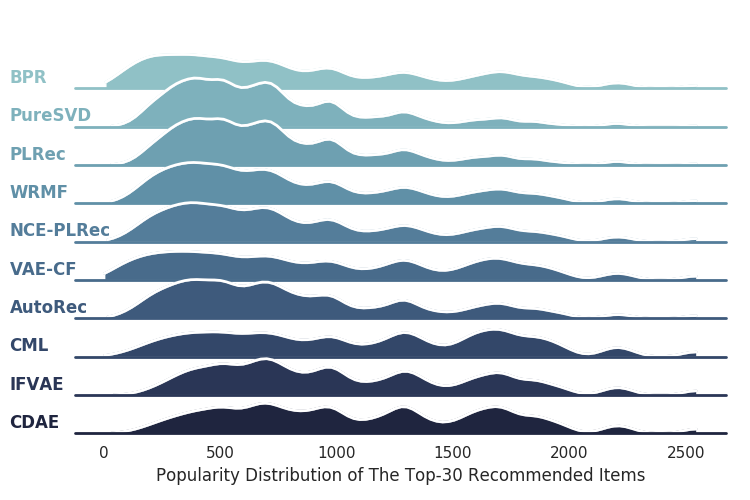 BPR
PureSVD
PLRec
WRMF
NCE-PLRec
VAE-CF
AutoRec
CML
IFVAE
CDAE
0 500 1000 1500 2000 2500
Popularity Distribution of The Top-30 Recommended Items